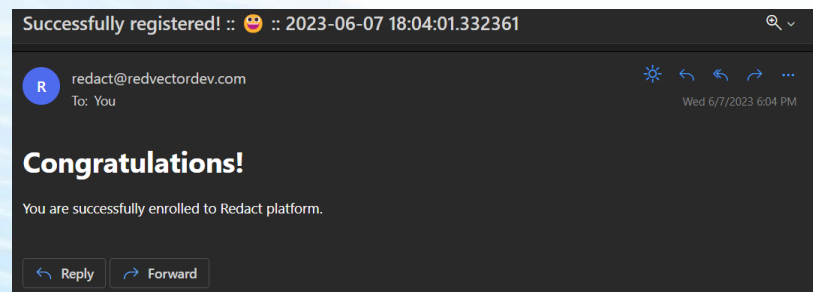 Successfully registered! :: 😀 :: 2023-06-07 18:04:01.332361
R
redact@redvectordev.com
To: You
Wed 6/7/2023 6:04 PM
Congratulations!
You are successfully enrolled to Redact platform.
Reply
Forward